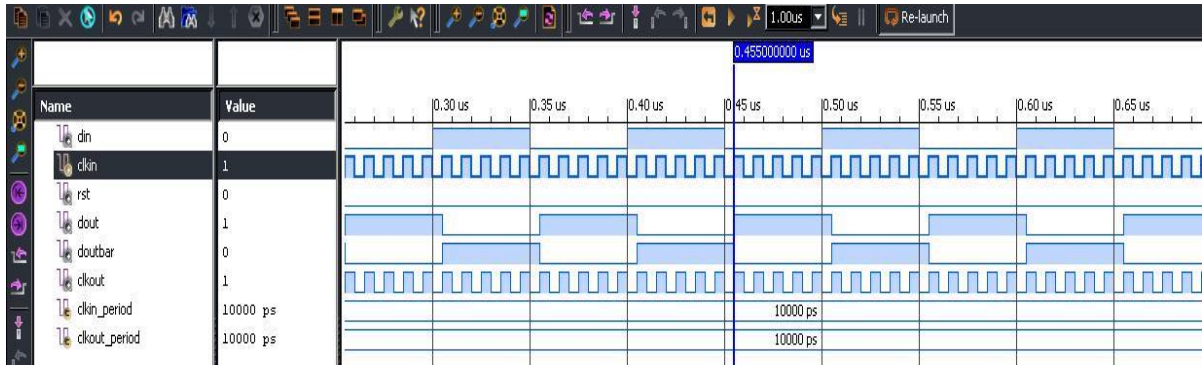 1.00us Re-launch
0.455000000 us
Name Value
0.30 us 0.35 us 0.40 us 0.45 us 0.50 us 0.55 us 0.60 us 0.65 us
din 0
clkin 1
rst 0
dout 1
doutbar 0
clkout 1
clkin_period 10000 ps 10000 ps
clkout_period 10000 ps 10000 ps